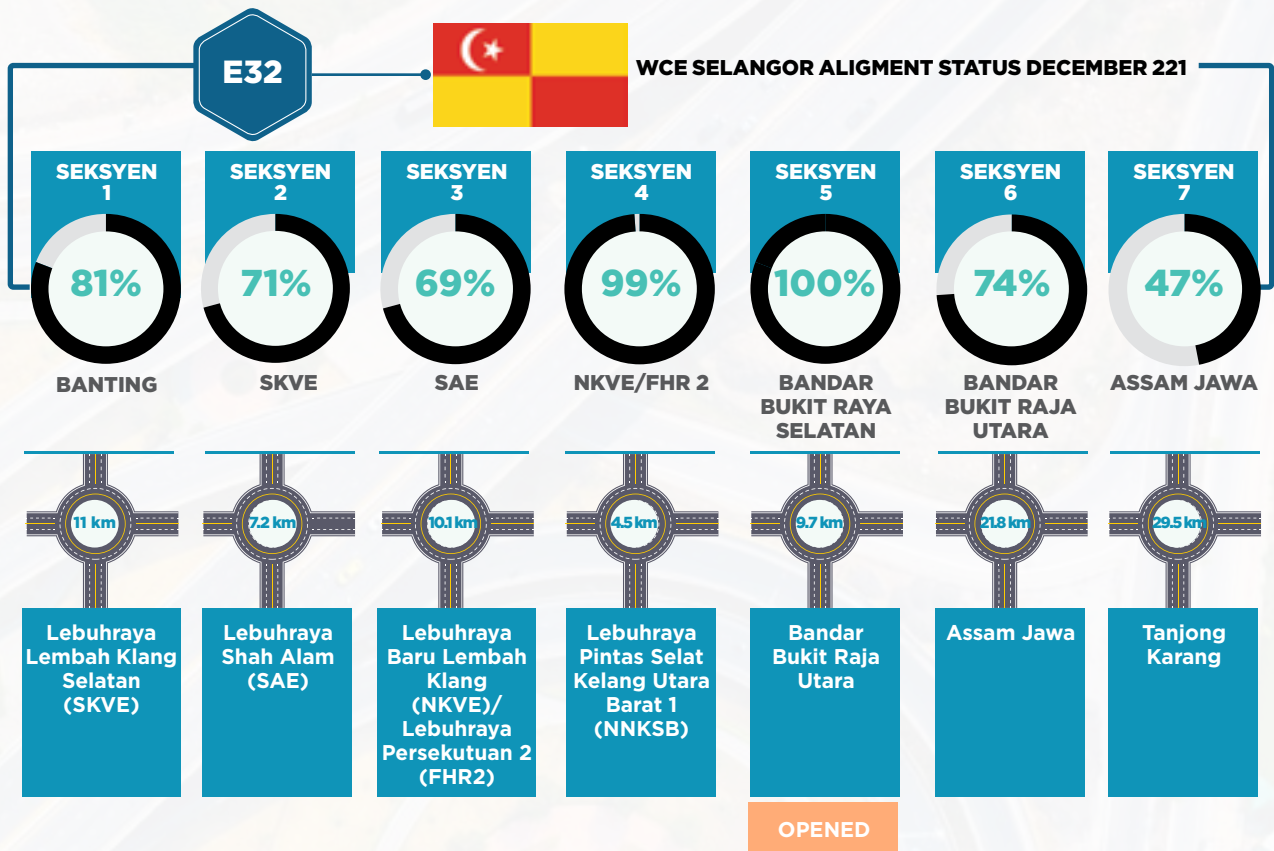 E32
WCE SELANGOR ALIGMENT STATUS DECEMBER 221
SEKSYEN
1
81%
BANTING
11 km
Lebuhraya
Lembah Klang
Selatan
(SKVE)
SEKSYEN
2
71%
SKVE
7.2 km
Lebuhraya
Shah Alam
(SAE)
SEKSYEN
3
69%
SAE
10.1 km
Lebuhraya
Baru Lembah
Klang
(NKVE)/
Lebuhraya
Persekutuan 2
(FHR2)
SEKSYEN
4
99%
NKVE/FHR 2
4.5 km
Lebuhraya
Pintas Selat
Kelang Utara
Barat 1
(NNKSB)
SEKSYEN
5
100%
BANDAR
BUKIT RAYA
SELATAN
9.7 km
Bandar
Bukit Raja
Utara
OPENED
SEKSYEN
6
74%
BANDAR
BUKIT RAJA
UTARA
21.8 km
Assam Jawa
SEKSYEN
7
47%
ASSAM JAWA
29.5 km
Tanjong
Karang